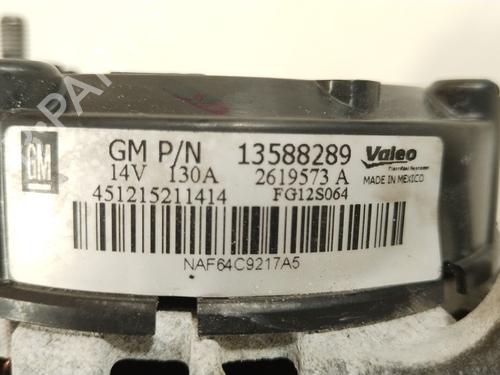 GM
GM P/N 13588289 Valeo
14V 130A 2619573 A MADE IN MEXICO
451215211414 FG12S064
NAF64C9217A5